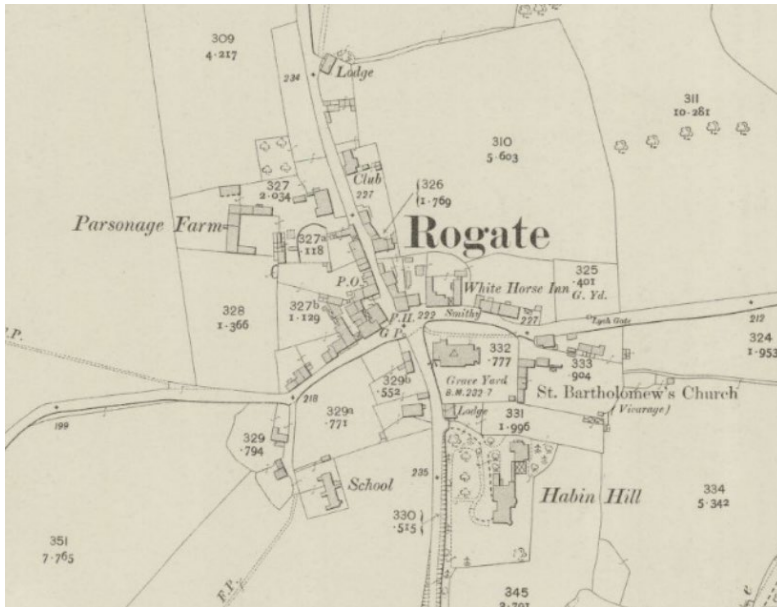 309
4·217
234
Lodge
311
10·281
310
5·603
Club
227
327
2·034
326
1·769
Parsonage Farm
Rogate
327a
·118
P.O.
White Horse Inn
325
·401
G. Yd.
328
1·366
327b
1·129
P.H.
222
Smithy
227
212
G.P.
Lych Gate
324
1·953
F.P.
332
·777
333
·904
329b
·552
Grave Yard
B.M.222·7
St. Bartholomew's Church
(Vicarage)
218
329a
·771
Lodge
331
1·996
199
329
·794
235
School
Habin Hill
334
5·342
330
·515
351
7·765
F.P.
345